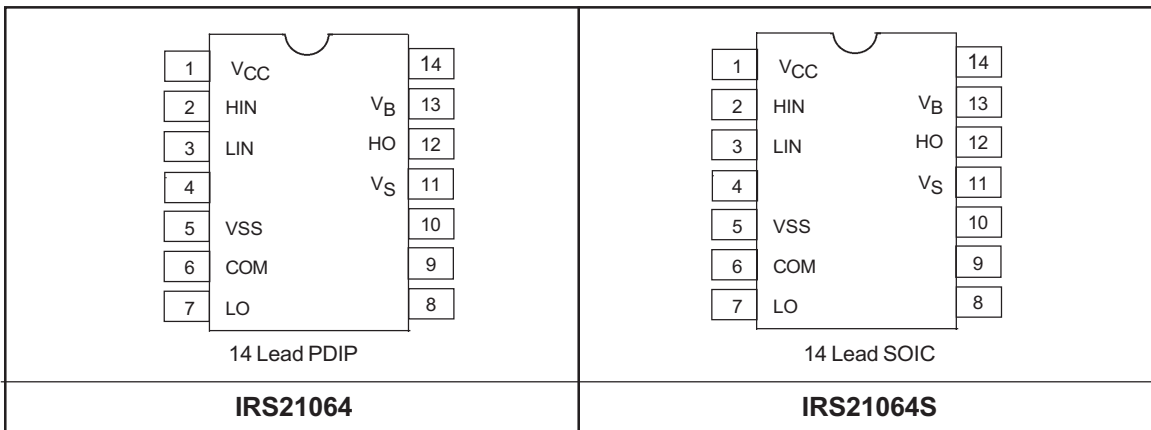 1 VCC 14
2 HIN VB 13
3 LIN HO 12
4 VS 11
5 VSS 10
6 COM 9
7 LO 8
14 Lead PDIP
IRS21064
1 VCC 14
2 HIN VB 13
3 LIN HO 12
4 VS 11
5 VSS 10
6 COM 9
7 LO 8
14 Lead SOIC
IRS21064S